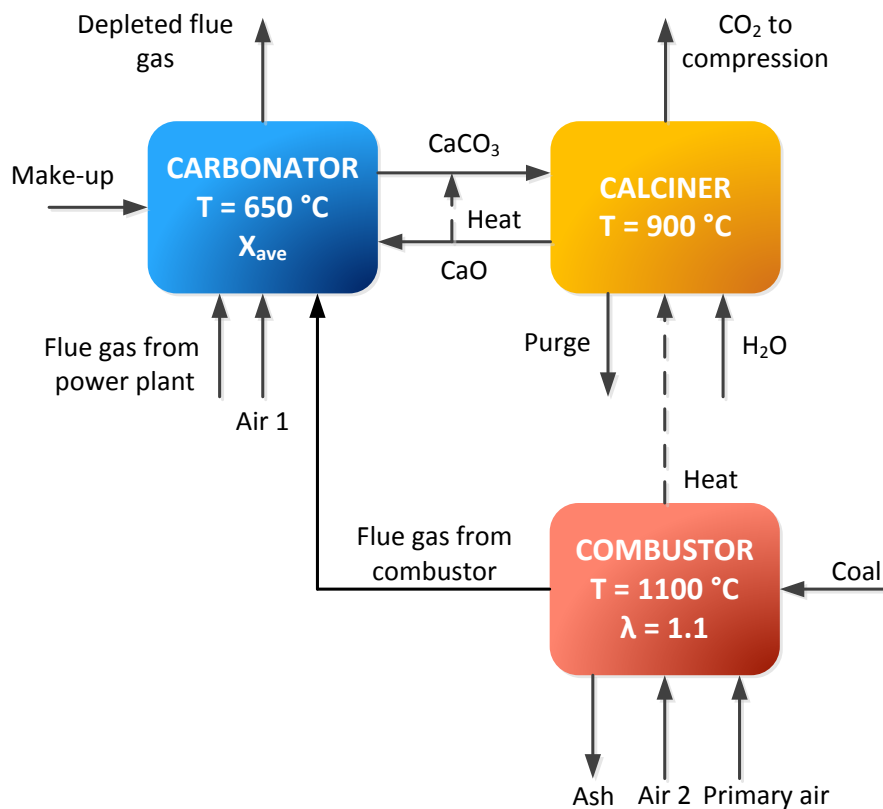 Depleted flue
gas
CO₂ to
compression
Make-up
CARBONATOR
T = 650 °C
Xave
CaCO₃
Heat
CaO
CALCINER
T = 900 °C
Flue gas from
power plant
Air 1
Purge
H₂O
Heat
Flue gas from
combustor
COMBUSTOR
T = 1100 °C
λ = 1.1
Coal
Ash
Air 2
Primary air